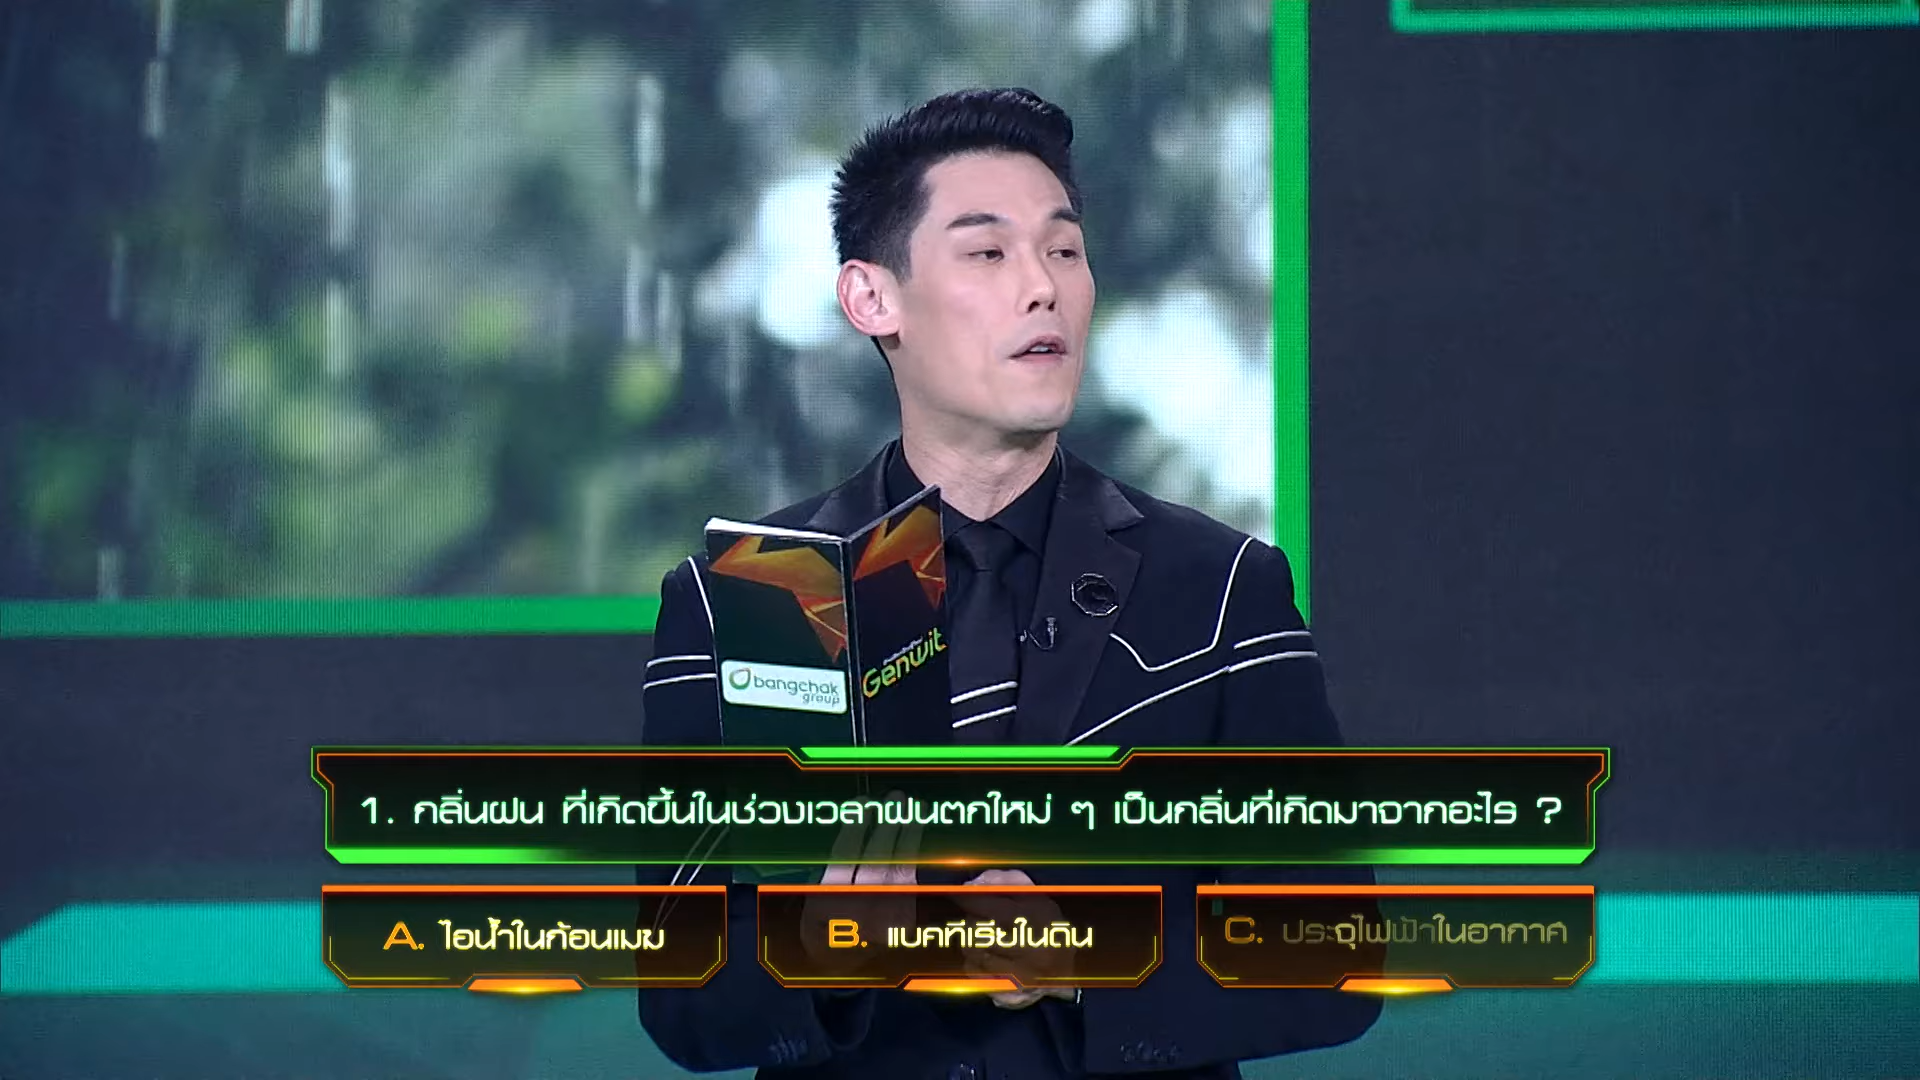 bangchak
group
Genwit
1. กลิ่นฝน ที่เกิดขึ้นในช่วงเวลาฝนตกใหม่ ๆ เป็นกลิ่นที่เกิดมาจากอะไร ?
A. ไอน้ำในก้อนเมฆ
B. แบคทีเรียในดิน
C. ประจุไฟฟ้าในอากาศ